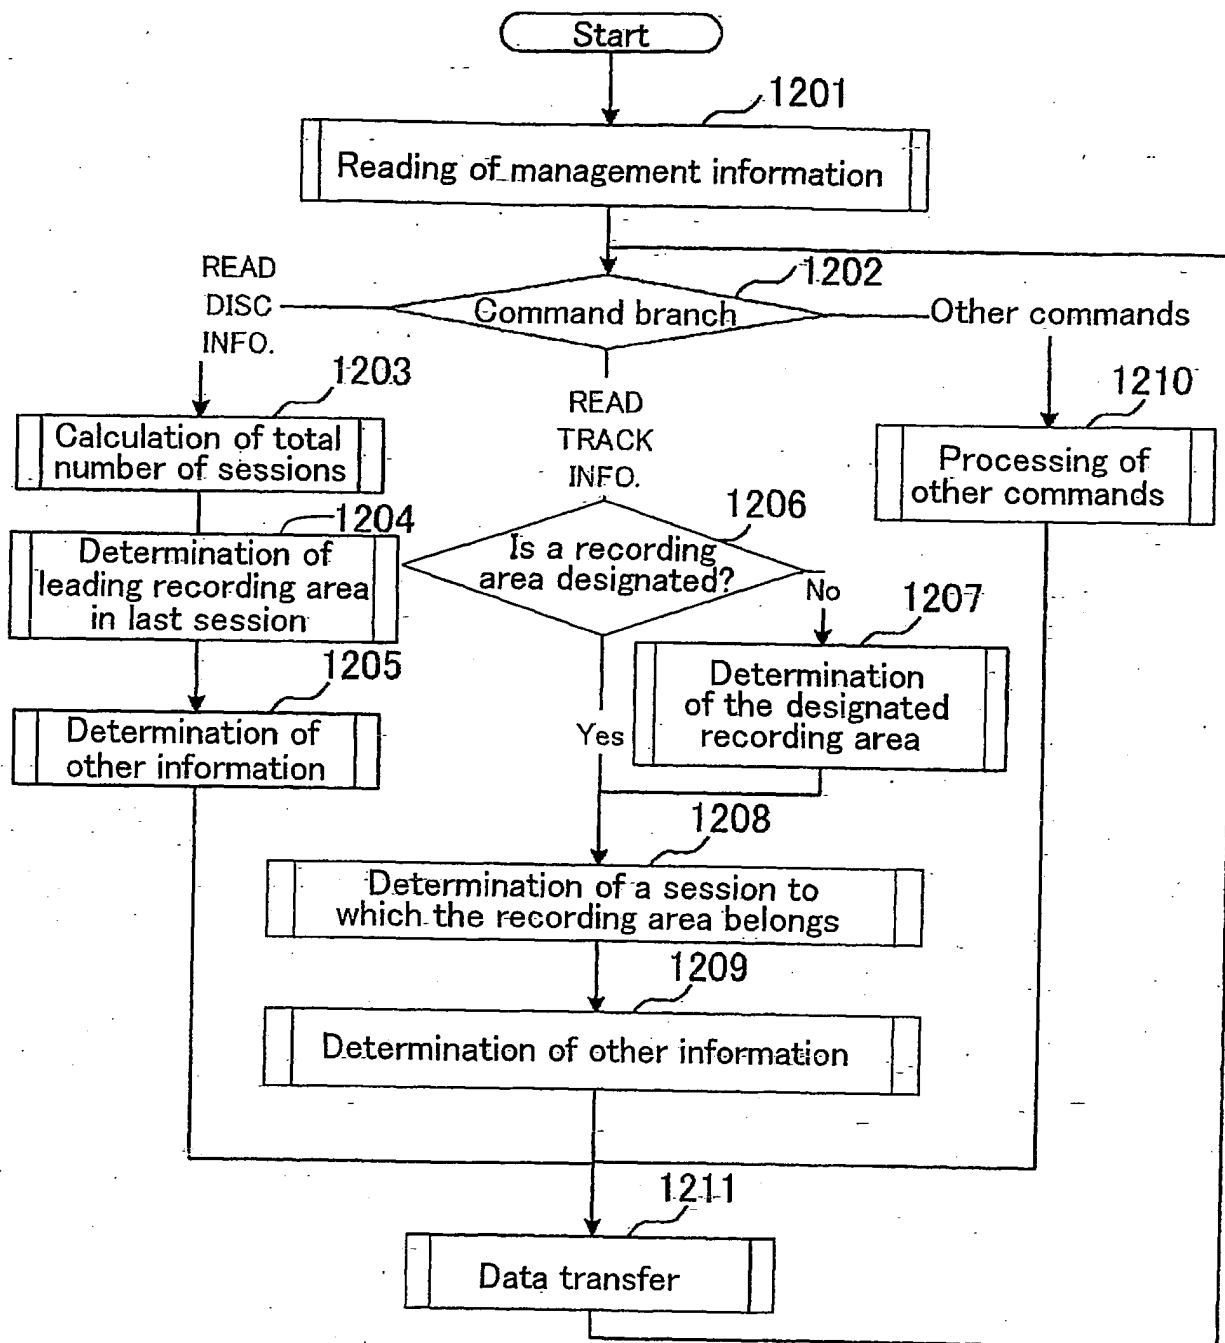 Start
1201
Reading of management information
1202
Command branch
READ
DISC
INFO.
Other commands
1203
Calculation of total
number of sessions
READ
TRACK
INFO.
1210
Processing of
other commands
1204
Determination of
leading recording area
in last session
1206
Is a recording
area designated?
No
1207
Determination
of the designated
recording area
1205
Determination of
other information
Yes
1208
Determination of a session to
which the recording area belongs
1209
Determination of other information
1211
Data transfer